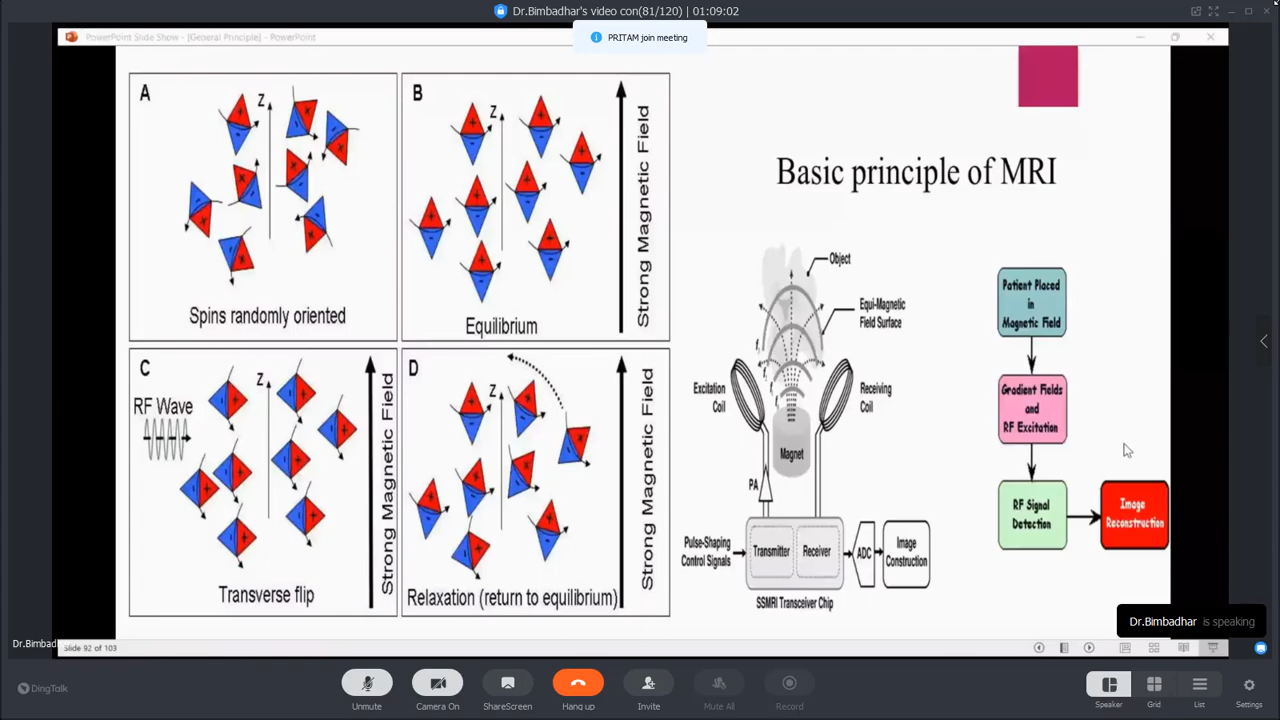 Dr.Bimbadhar's video con(81/120) | 01:09:02
PowerPoint Slide Show - [General Principle] - PowerPoint
PRITAM join meeting
A
Z
Spins randomly oriented
B
Z
Equilibrium
Strong Magnetic Field
C
RF Wave
Z
Transverse flip
Strong Magnetic Field
D
Z
Relaxation (return to equilibrium)
Strong Magnetic Field
Basic principle of MRI
Object
Equi-Magnetic
Field Surface
Excitation
Coil
Receiving
Coil
Magnet
PA
Pulse-Shaping
Control Signals
Transmitter
Receiver
ADC
Image
Construction
SSMRI Transceiver Chip
Patient Placed
in
Magnetic Field
Gradient Fields
and
RF Excitation
RF Signal
Detection
Image
Reconstruction
Dr.Bimbadhar is speaking
Dr.Bimbad
Slide 92 of 103
DingTalk
Unmute
Camera On
ShareScreen
Hang up
Invite
Mute All
Record
Speaker
Grid
List
Settings